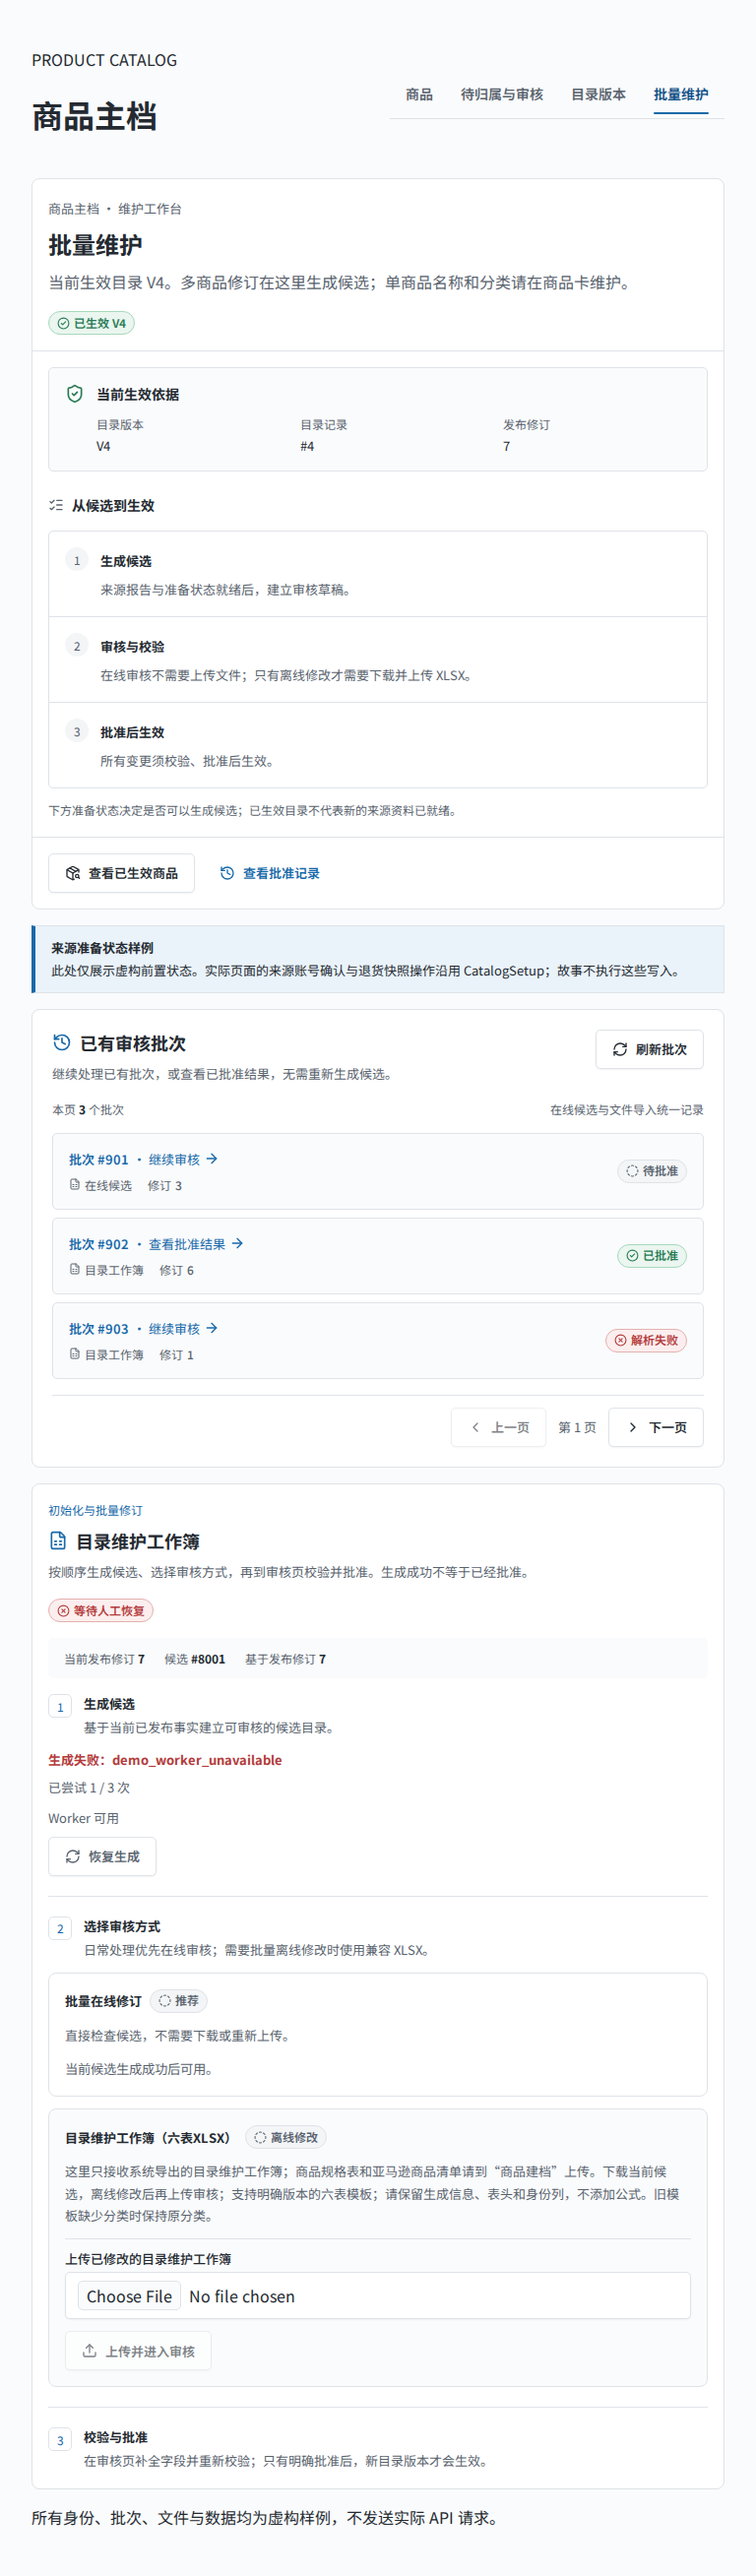 PRODUCT CATALOG
商品主档
商品 待归属与审核 目录版本 批量维护
商品主档 · 维护工作台
批量维护
当前生效目录 V4。多商品修订在这里生成候选；单商品名称和分类请在商品卡维护。
已生效 V4
当前生效依据
目录版本 目录记录 发布修订
V4 #4 7
从候选到生效
1 生成候选
来源报告与准备状态就绪后，建立审核草稿。
2 审核与校验
在线审核不需要上传文件；只有离线修改才需要下载并上传 XLSX。
3 批准后生效
所有变更须校验、批准后生效。
下方准备状态决定是否可以生成候选；已生效目录不代表新的来源资料已就绪。
查看已生效商品 查看批准记录
来源准备状态样例
此处仅展示虚构前置状态。实际页面的来源账号确认与退货快照操作沿用 CatalogSetup；故事不执行这些写入。
已有审核批次
刷新批次
继续处理已有批次，或查看已批准结果，无需重新生成候选。
本页 3 个批次 在线候选与文件导入统一记录
批次 #901 · 继续审核
待批准
在线候选 修订 3
批次 #902 · 查看批准结果
已批准
目录工作簿 修订 6
批次 #903 · 继续审核
解析失败
目录工作簿 修订 1
上一页 第 1 页 下一页
初始化与批量修订
目录维护工作簿
按顺序生成候选、选择审核方式，再到审核页校验并批准。生成成功不等于已经批准。
等待人工恢复
当前发布修订 7 候选 #8001 基于发布修订 7
1 生成候选
基于当前已发布事实建立可审核的候选目录。
生成失败：demo_worker_unavailable
已尝试 1 / 3 次
Worker 可用
恢复生成
2 选择审核方式
日常处理优先在线审核；需要批量离线修改时使用兼容 XLSX。
批量在线修订 推荐
直接检查候选，不需要下载或重新上传。
当前候选生成成功后可用。
目录维护工作簿（六表XLSX） 离线修改
这里只接收系统导出的目录维护工作簿；商品规格表和亚马逊商品清单请到“商品建档”上传。下载当前候
选，离线修改后再上传审核；支持明确版本的六表模板；请保留生成信息、表头和身份列，不添加公式。旧模
板缺少分类时保持原分类。
上传已修改的目录维护工作簿
Choose File No file chosen
上传并进入审核
3 校验与批准
在审核页补全字段并重新校验；只有明确批准后，新目录版本才会生效。
所有身份、批次、文件与数据均为虚构样例，不发送实际 API 请求。